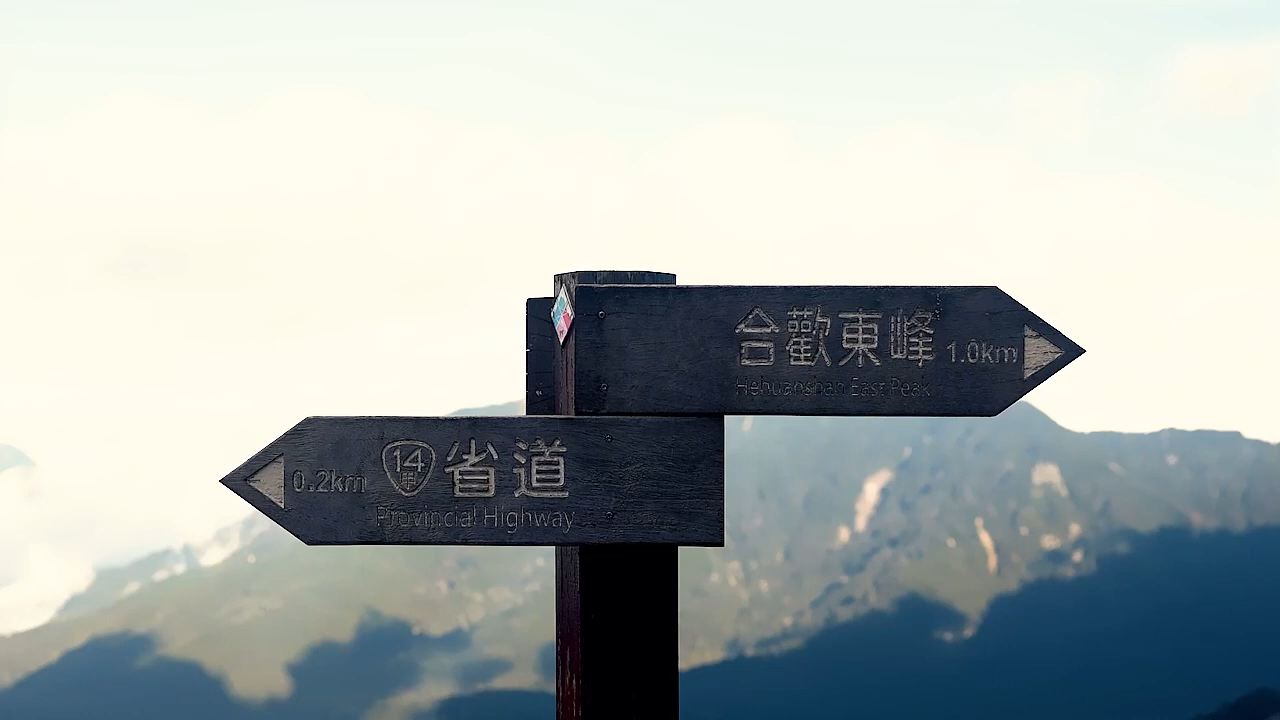 合歡東峰 1.0km
Hehuanshan East Peak
0.2km 14甲 省道
Provincial Highway